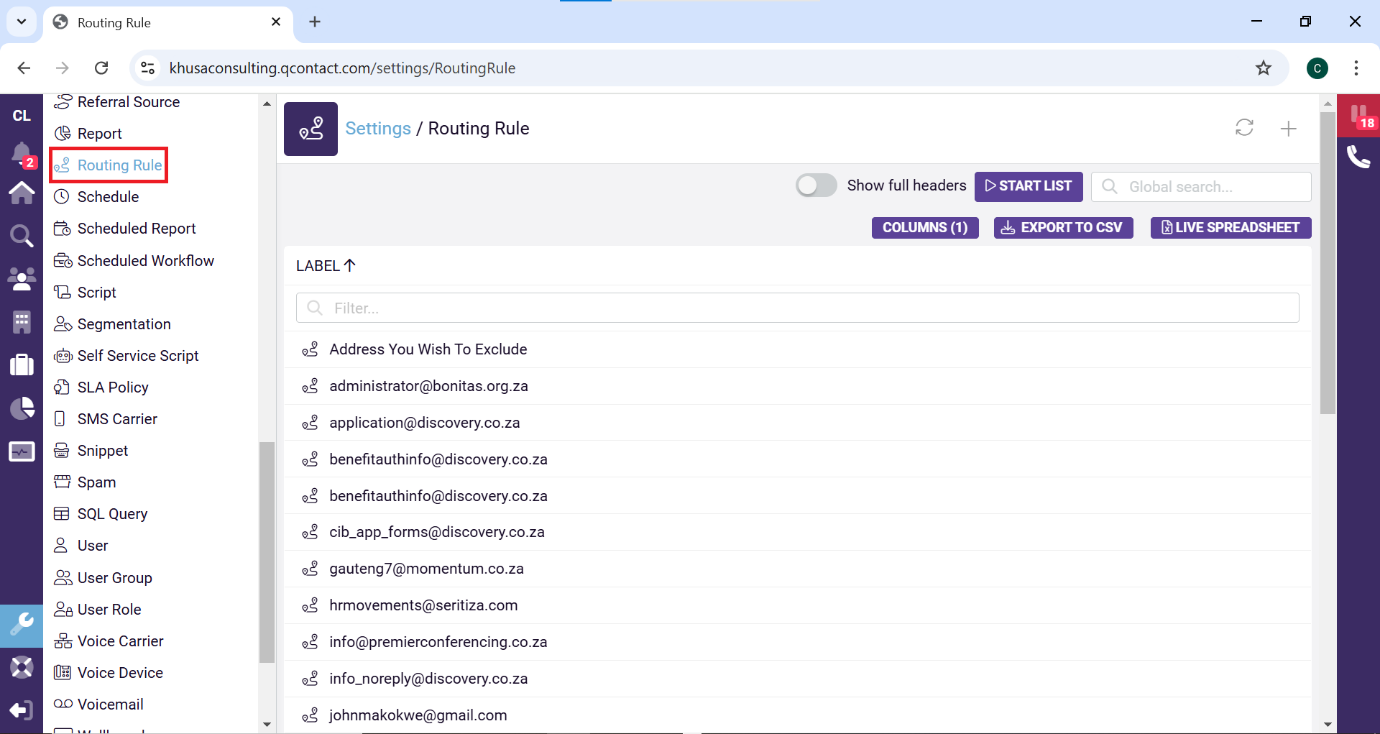 Routing Rule
khusaconsulting.qcontact.com/settings/RoutingRule
C
CL
2
Referral Source
Report
Routing Rule
Schedule
Scheduled Report
Scheduled Workflow
Script
Segmentation
Self Service Script
SLA Policy
SMS Carrier
Snippet
Spam
SQL Query
User
User Group
User Role
Voice Carrier
Voice Device
Voicemail
Settings / Routing Rule
18
Show full headers
START LIST
Global search...
COLUMNS (1)
EXPORT TO CSV
LIVE SPREADSHEET
LABEL
Filter...
Address You Wish To Exclude
administrator@bonitas.org.za
application@discovery.co.za
benefitauthinfo@discovery.co.za
benefitauthinfo@discovery.co.za
cib_app_forms@discovery.co.za
gauteng7@momentum.co.za
hrmovements@seritiza.com
info@premierconferencing.co.za
info_noreply@discovery.co.za
johnmakokwe@gmail.com